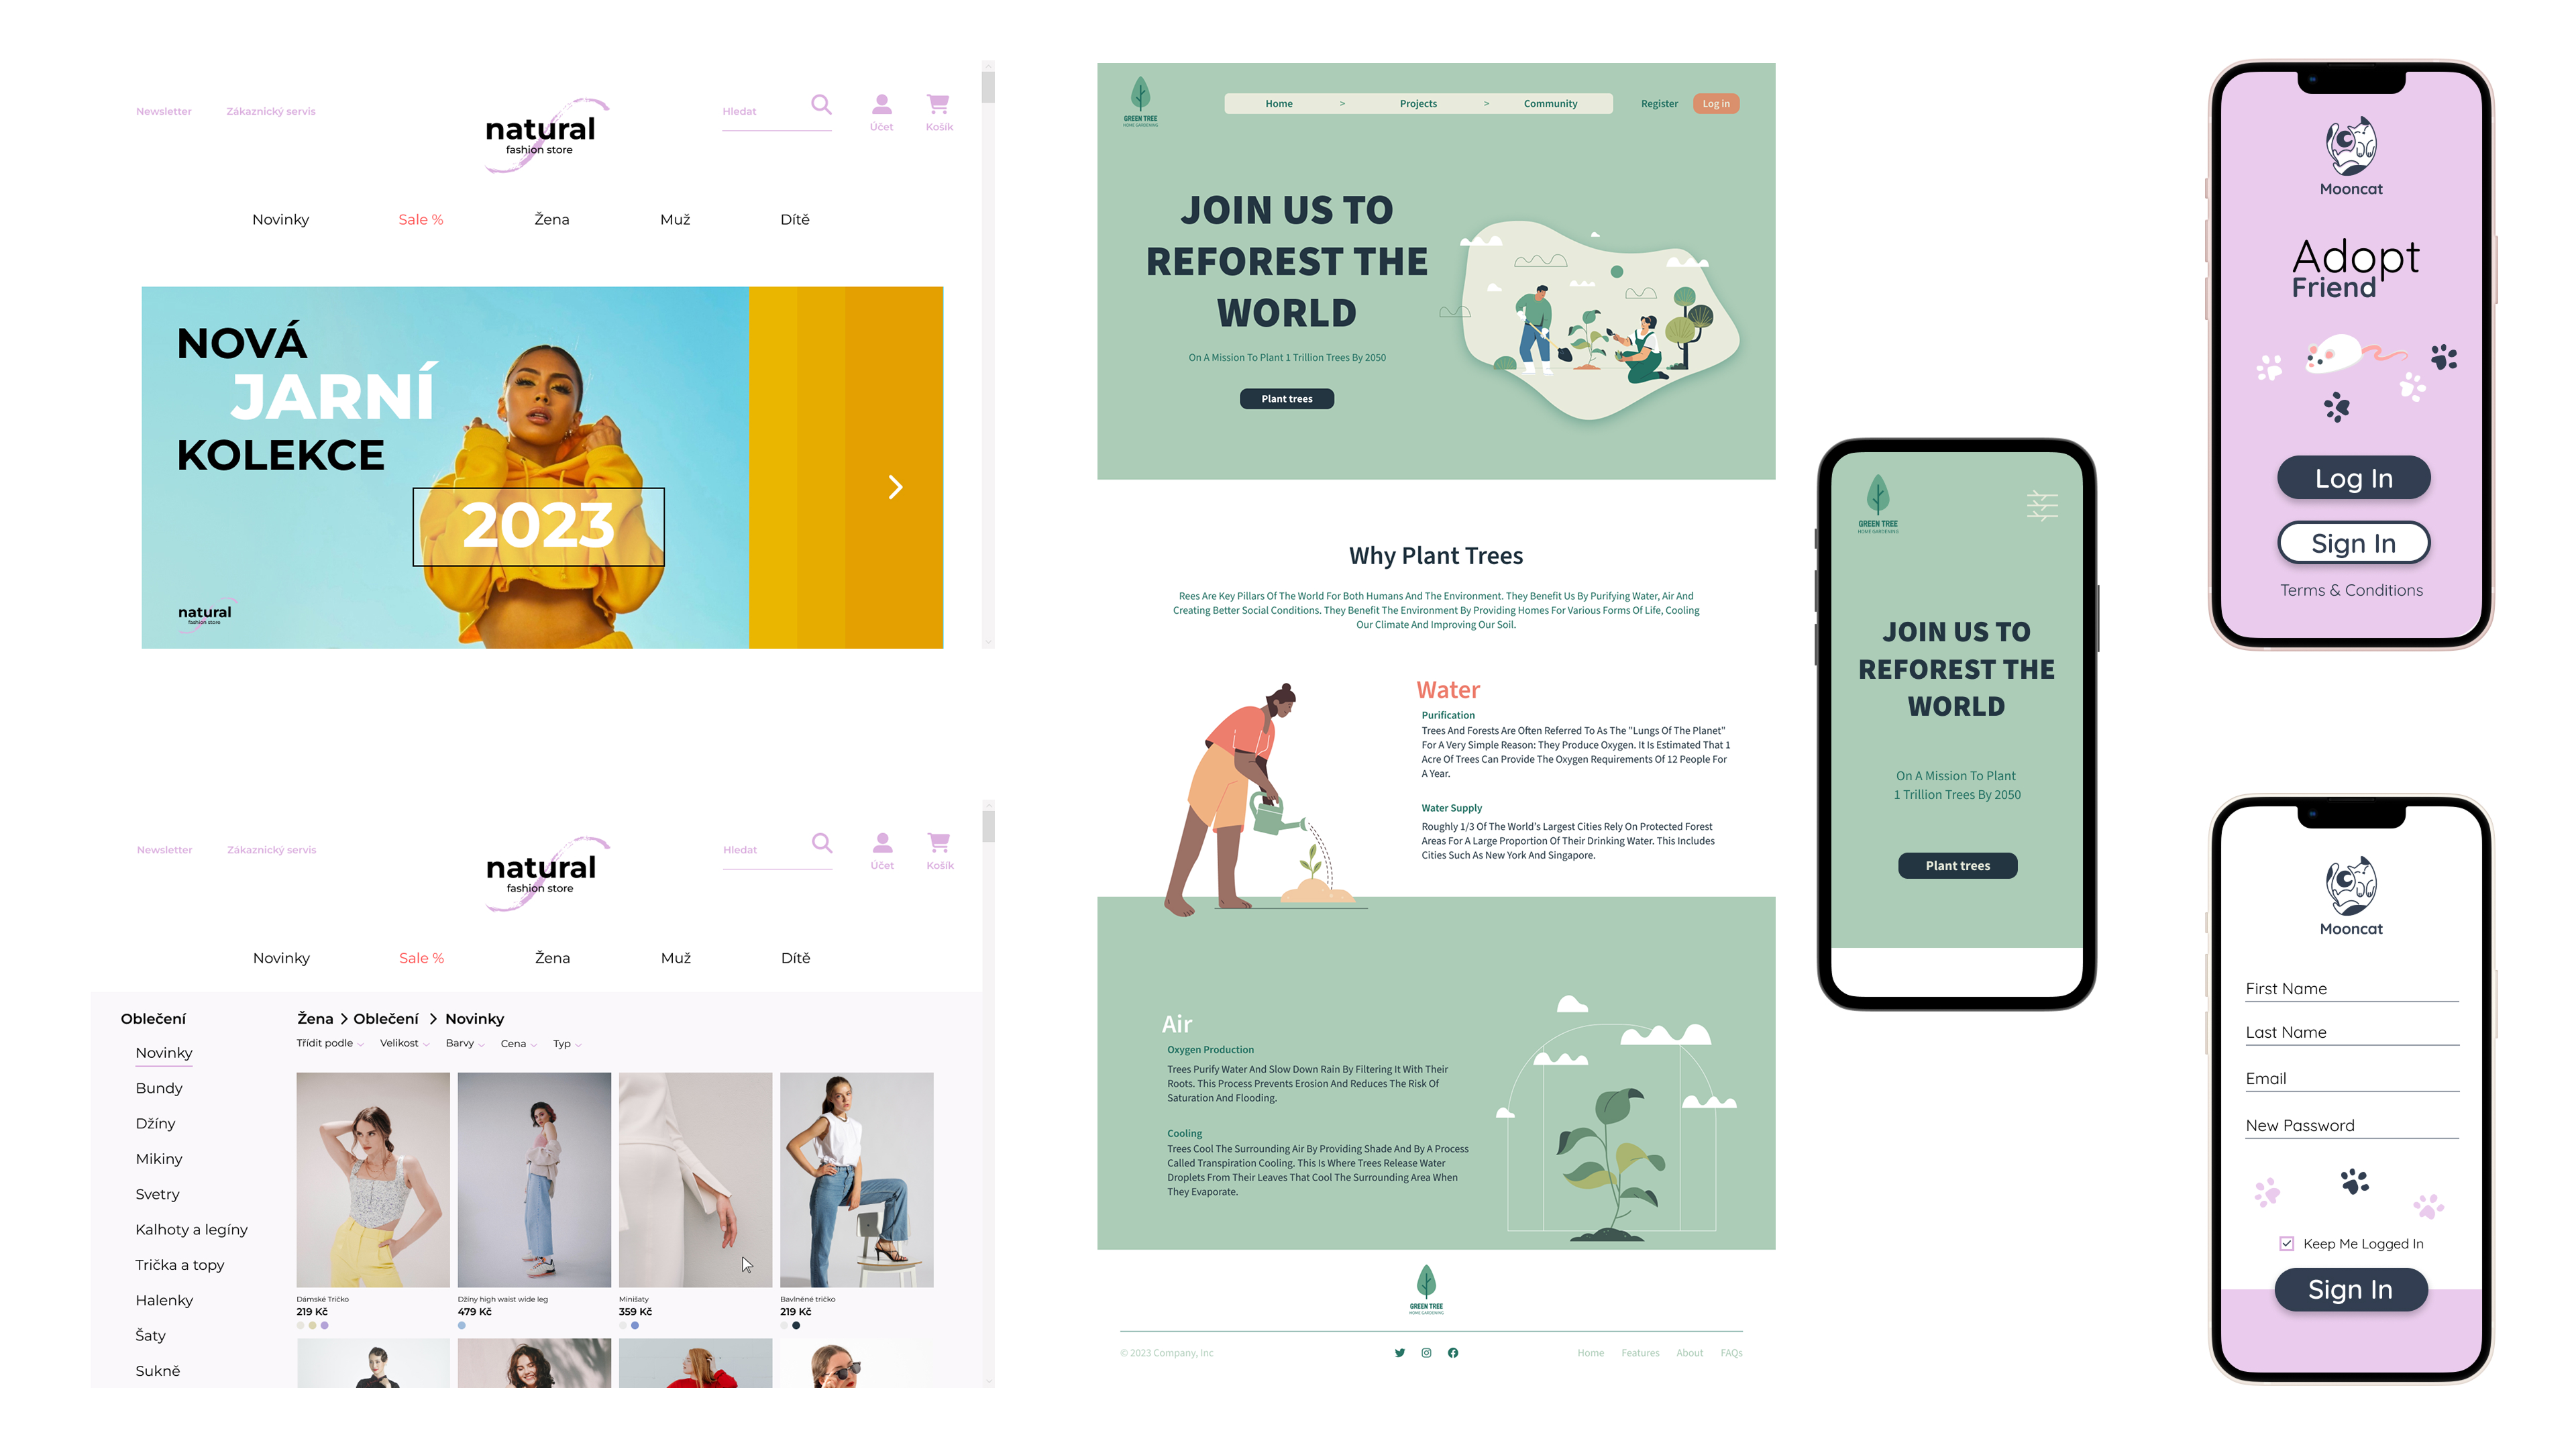 Newsletter
Zákaznický servis
natural
fashion store
Hledat
Účet
Košík
Novinky
Sale %
Žena
Muž
Dítě
NOVÁ
JARNÍ
KOLEKCE
2023
natural
fashion store
Newsletter
Zákaznický servis
natural
fashion store
Hledat
Účet
Košík
Novinky
Sale %
Žena
Muž
Dítě
Oblečení
Novinky
Bundy
Džíny
Mikiny
Svetry
Kalhoty a legíny
Trička a topy
Halenky
Šaty
Sukně
Žena > Oblečení > Novinky
Třídit podle
Velikost
Barvy
Cena
Typ
Dámské Tričko
219 Kč
Džíny high waist wide leg
479 Kč
Minišaty
359 Kč
Bavlněné tričko
219 Kč
GREEN TREE
HOME GARDENING
Home > Projects > Community
Register
Log in
JOIN US TO
REFOREST THE
WORLD
On A Mission To Plant 1 Trillion Trees By 2050
Plant trees
Why Plant Trees
Rees Are Key Pillars Of The World For Both Humans And The Environment. They Benefit Us By Purifying Water, Air And
Creating Better Social Conditions. They Benefit The Environment By Providing Homes For Various Forms Of Life, Cooling
Our Climate And Improving Our Soil.
Water
Purification
Trees And Forests Are Often Referred To As The "Lungs Of The Planet"
For A Very Simple Reason: They Produce Oxygen. It Is Estimated That 1
Acre Of Trees Can Provide The Oxygen Requirements Of 12 People For
A Year.
Water Supply
Roughly 1/3 Of The World's Largest Cities Rely On Protected Forest
Areas For A Large Proportion Of Their Drinking Water. This Includes
Cities Such As New York And Singapore.
Air
Oxygen Production
Trees Purify Water And Slow Down Rain By Filtering It With Their
Roots. This Process Prevents Erosion And Reduces The Risk Of
Saturation And Flooding.
Cooling
Trees Cool The Surrounding Air By Providing Shade And By A Process
Called Transpiration Cooling. This Is Where Trees Release Water
Droplets From Their Leaves That Cool The Surrounding Area When
They Evaporate.
GREEN TREE
HOME GARDENING
© 2023 Company, Inc
Home
Features
About
FAQs
GREEN TREE
HOME GARDENING
JOIN US TO
REFOREST THE
WORLD
On A Mission To Plant
1 Trillion Trees By 2050
Plant trees
Mooncat
Adopt
Friend
Log In
Sign In
Terms & Conditions
Mooncat
First Name
Last Name
Email
New Password
Keep Me Logged In
Sign In